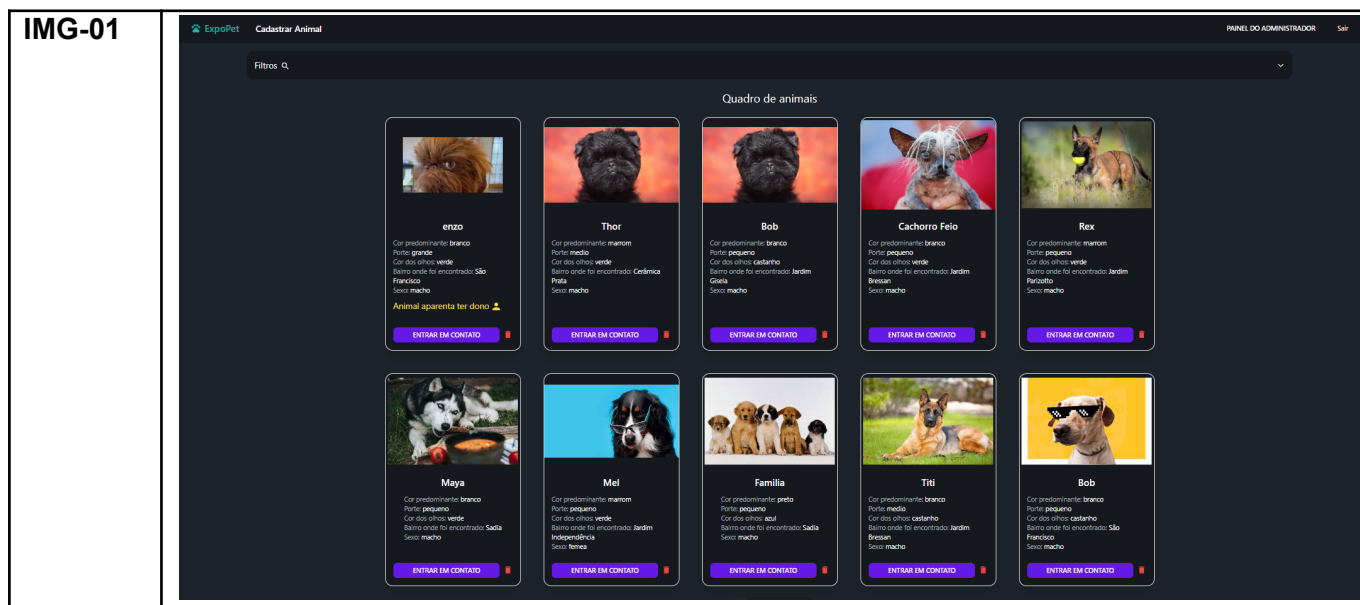 IMG-01
ExpoPet Cadastrar Animal PAINEL DO ADMINISTRADOR Sair
Filtros
Quadro de animais
enzo
Cor predominante: branco
Porte: grande
Cor dos olhos: verde
Bairro onde foi encontrado: São
Francisco
Sexo: macho
Animal aparenta ter dono
ENTRAR EM CONTATO
Thor
Cor predominante: marrom
Porte: medio
Cor dos olhos: verde
Bairro onde foi encontrado: Cerâmica
Prata
Sexo: macho
ENTRAR EM CONTATO
Bob
Cor predominante: branco
Porte: pequeno
Cor dos olhos: castanho
Bairro onde foi encontrado: Jardim
Gisela
Sexo: macho
ENTRAR EM CONTATO
Cachorro Feio
Cor predominante: branco
Porte: pequeno
Cor dos olhos: verde
Bairro onde foi encontrado: Jardim
Bressan
Sexo: macho
ENTRAR EM CONTATO
Rex
Cor predominante: marrom
Porte: pequeno
Cor dos olhos: verde
Bairro onde foi encontrado: Jardim
Parizotto
Sexo: macho
ENTRAR EM CONTATO
Maya
Cor predominante: branco
Porte: pequeno
Cor dos olhos: verde
Bairro onde foi encontrado: Sadia
Sexo: macho
ENTRAR EM CONTATO
Mel
Cor predominante: marrom
Porte: pequeno
Cor dos olhos: verde
Bairro onde foi encontrado: Jardim
Independência
Sexo: femea
ENTRAR EM CONTATO
Familia
Cor predominante: preto
Porte: pequeno
Cor dos olhos: azul
Bairro onde foi encontrado: Sadia
Sexo: macho
ENTRAR EM CONTATO
Titi
Cor predominante: branco
Porte: medio
Cor dos olhos: castanho
Bairro onde foi encontrado: Jardim
Bressan
Sexo: macho
ENTRAR EM CONTATO
Bob
Cor predominante: branco
Porte: pequeno
Cor dos olhos: castanho
Bairro onde foi encontrado: São
Francisco
Sexo: macho
ENTRAR EM CONTATO